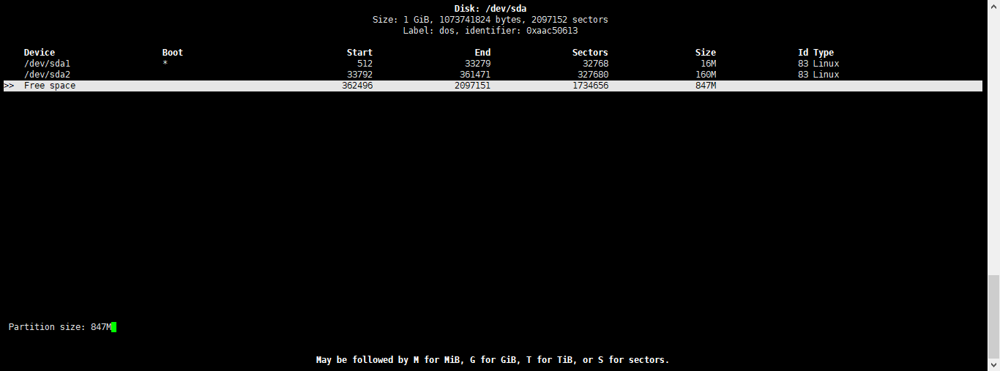 Disk: /dev/sda
Size: 1 GiB, 1073741824 bytes, 2097152 sectors
Label: dos, identifier: 0xaac50613
Device Boot Start End Sectors Size Id Type
/dev/sda1 * 512 33279 32768 16M 83 Linux
/dev/sda2 33792 361471 327680 160M 83 Linux
>> Free space 362496 2097151 1734656 847M
Partition size: 847M
May be followed by M for MiB, G for GiB, T for TiB, or S for sectors.